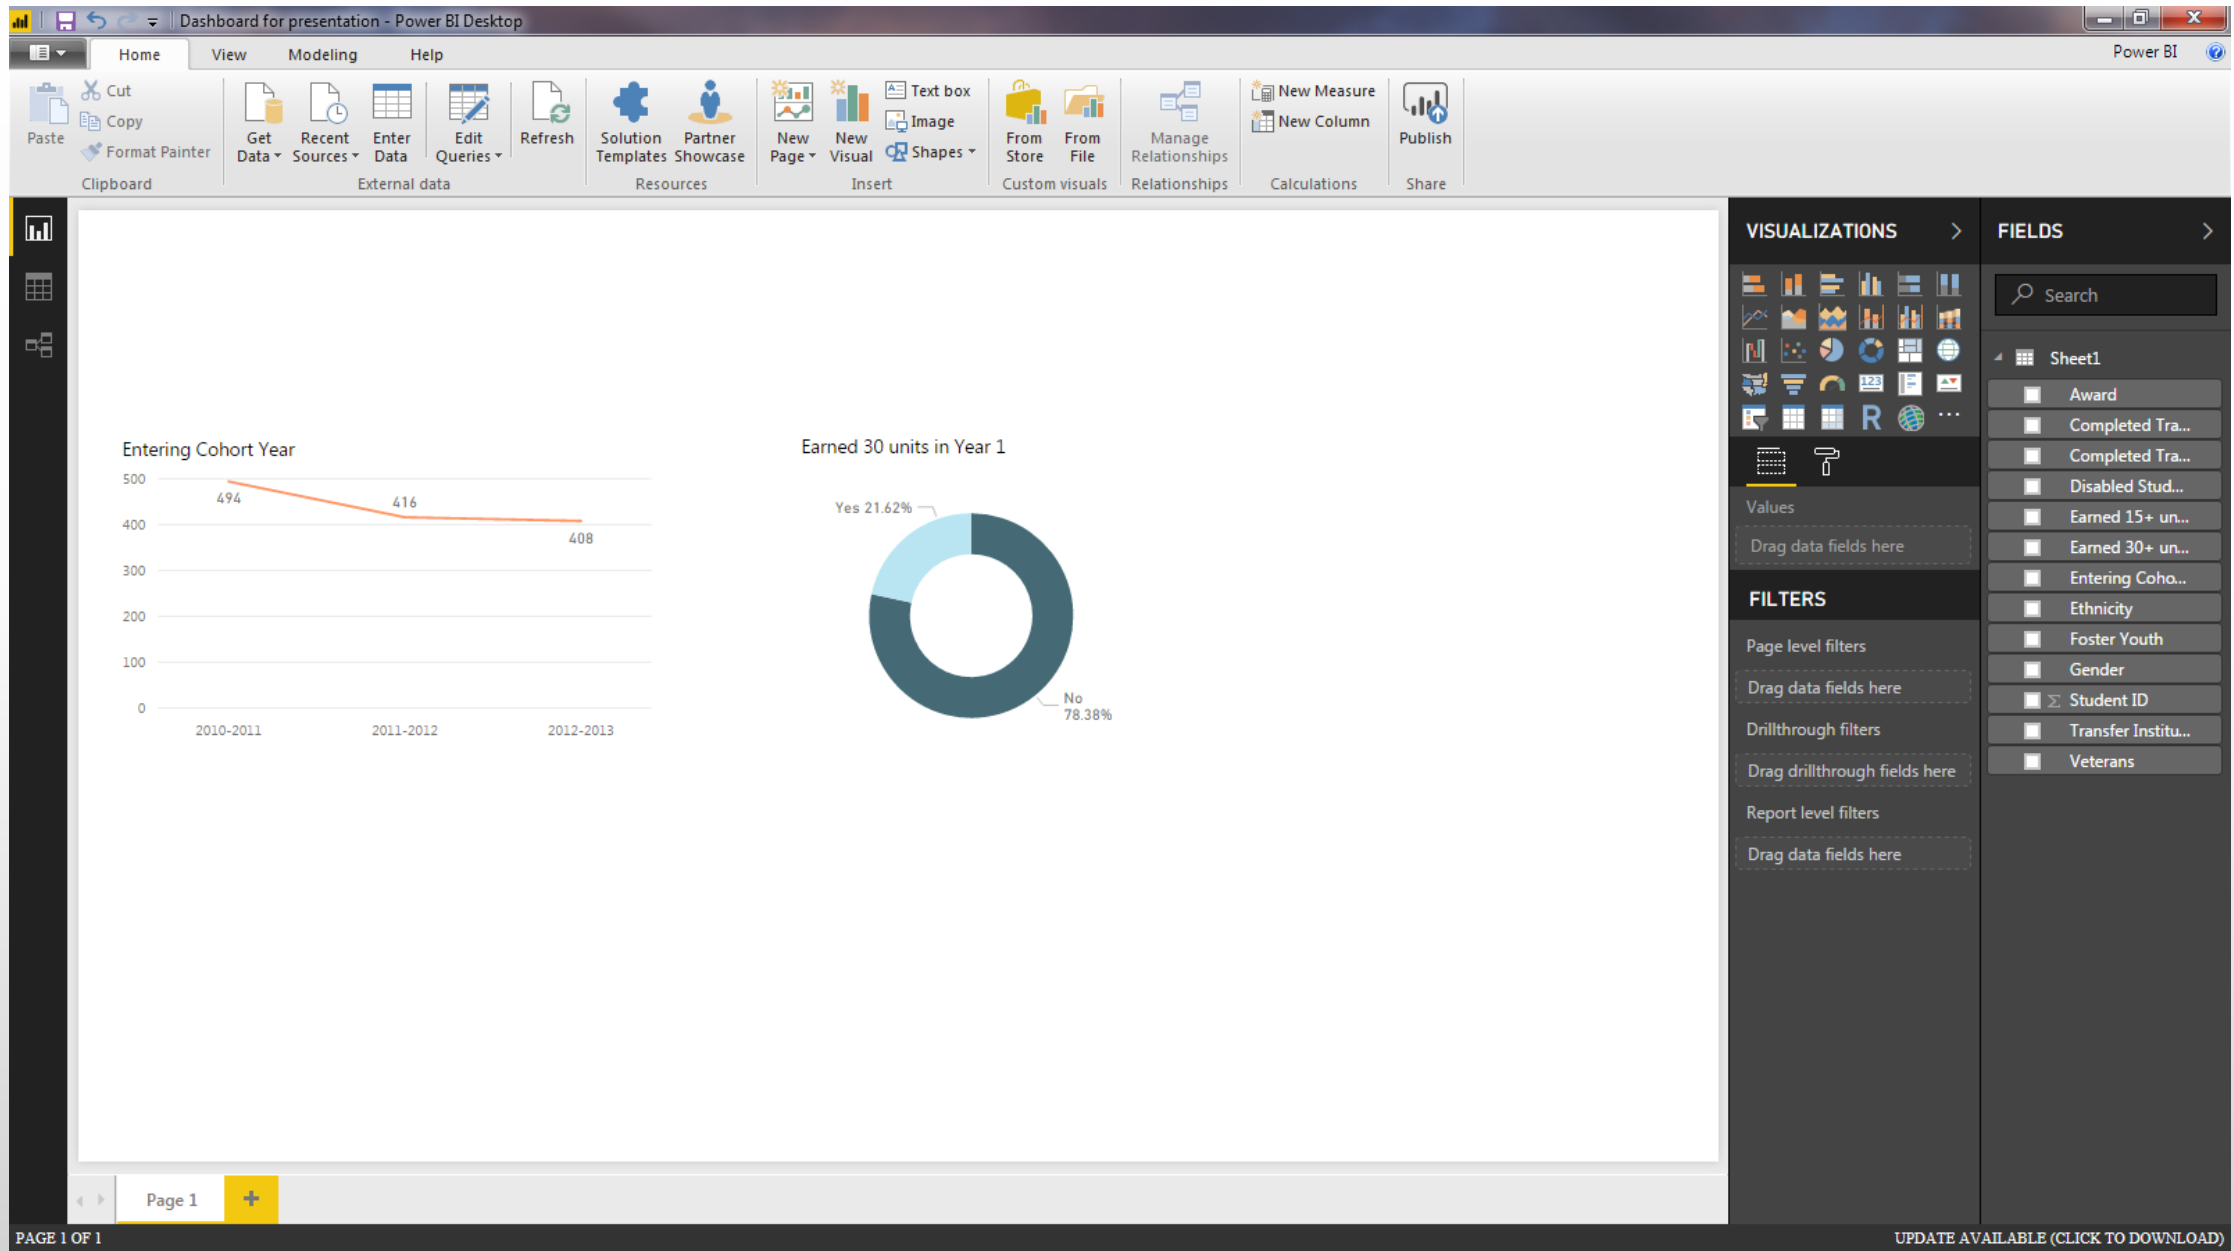 Dashboard for presentation - Power BI Desktop
Home View Modeling Help Power BI
Paste
Cut
Copy
Format Painter
Clipboard
Get Data
Recent Sources
Enter Data
Edit Queries
Refresh
External data
Solution Templates
Partner Showcase
Resources
New Page
New Visual
Text box
Image
Shapes
Insert
From Store
From File
Custom visuals
Manage Relationships
Relationships
New Measure
New Column
Calculations
Publish
Share
Entering Cohort Year
500
400
300
200
100
0
494
416
408
2010-2011 2011-2012 2012-2013
Earned 30 units in Year 1
Yes 21.62%
No
78.38%
VISUALIZATIONS
123
R
Values
Drag data fields here
FILTERS
Page level filters
Drag data fields here
Drillthrough filters
Drag drillthrough fields here
Report level filters
Drag data fields here
FIELDS
Search
Sheet1
Award
Completed Tra...
Completed Tra...
Disabled Stud...
Earned 15+ un...
Earned 30+ un...
Entering Coho...
Ethnicity
Foster Youth
Gender
Σ Student ID
Transfer Institu...
Veterans
Page 1
PAGE 1 OF 1
UPDATE AVAILABLE (CLICK TO DOWNLOAD)